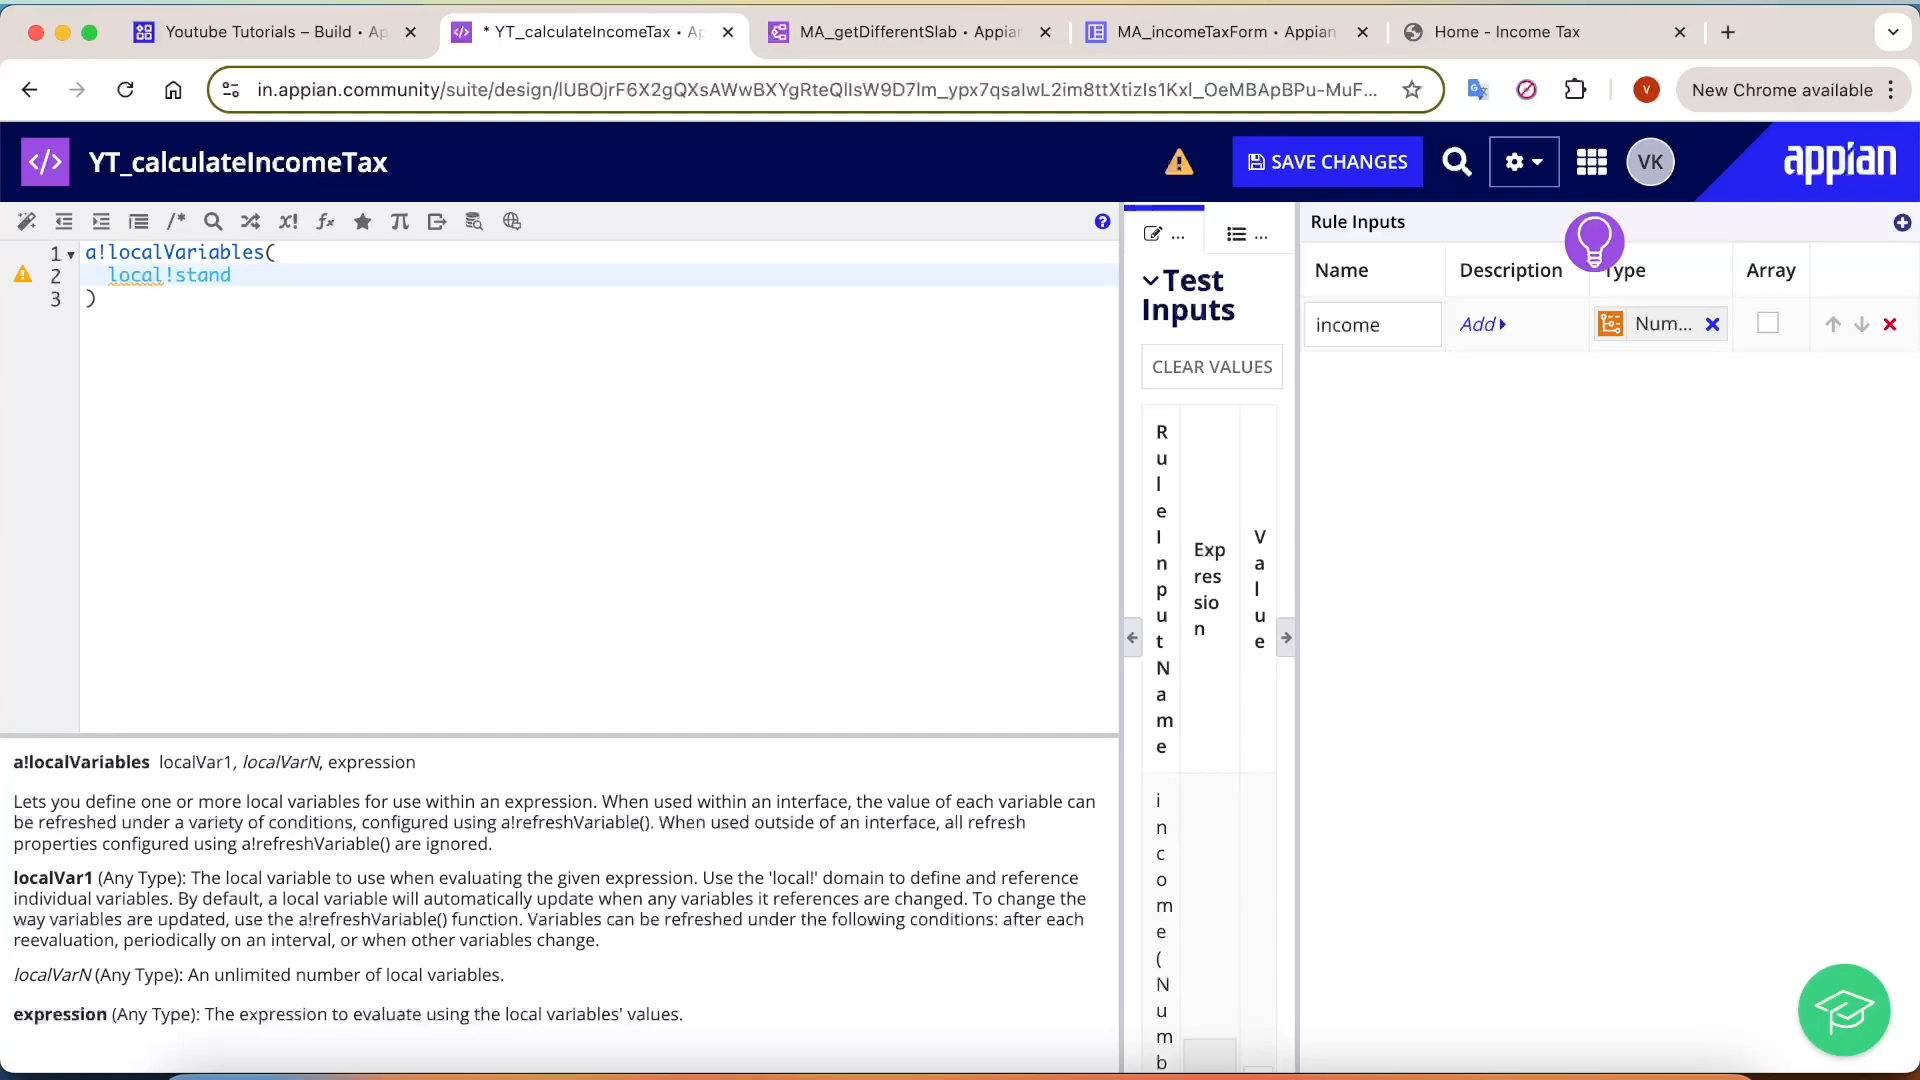 Youtube Tutorials – Build • Ap
* YT_calculateIncomeTax • Ap
MA_getDifferentSlab • Appian
MA_incomeTaxForm • Appian
Home - Income Tax
in.appian.community/suite/design/
New Chrome available
V
YT_calculateIncomeTax
SAVE CHANGES
VK
appian
1 a!localVariables(
2 local!stand
3 )
...
...
Test
Inputs
CLEAR VALUES
Rule Input Name
Expression
Value
income (Numb
Rule Inputs
Name
Description
Type
Array
income
Add
Num...
a!localVariables localVar1, localVarN, expression
Lets you define one or more local variables for use within an expression. When used within an interface, the value of each variable can
be refreshed under a variety of conditions, configured using a!refreshVariable(). When used outside of an interface, all refresh
properties configured using a!refreshVariable() are ignored.
localVar1 (Any Type): The local variable to use when evaluating the given expression. Use the 'local!' domain to define and reference
individual variables. By default, a local variable will automatically update when any variables it references are changed. To change the
way variables are updated, use the a!refreshVariable() function. Variables can be refreshed under the following conditions: after each
reevaluation, periodically on an interval, or when other variables change.
localVarN (Any Type): An unlimited number of local variables.
expression (Any Type): The expression to evaluate using the local variables' values.